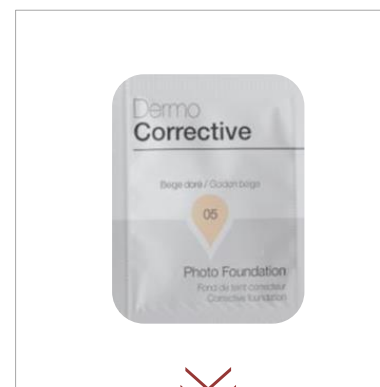 Dermo
Corrective
Beige doré / Golden beige
05
Photo Foundation
Fond de teint correcteur
Corrective foundation